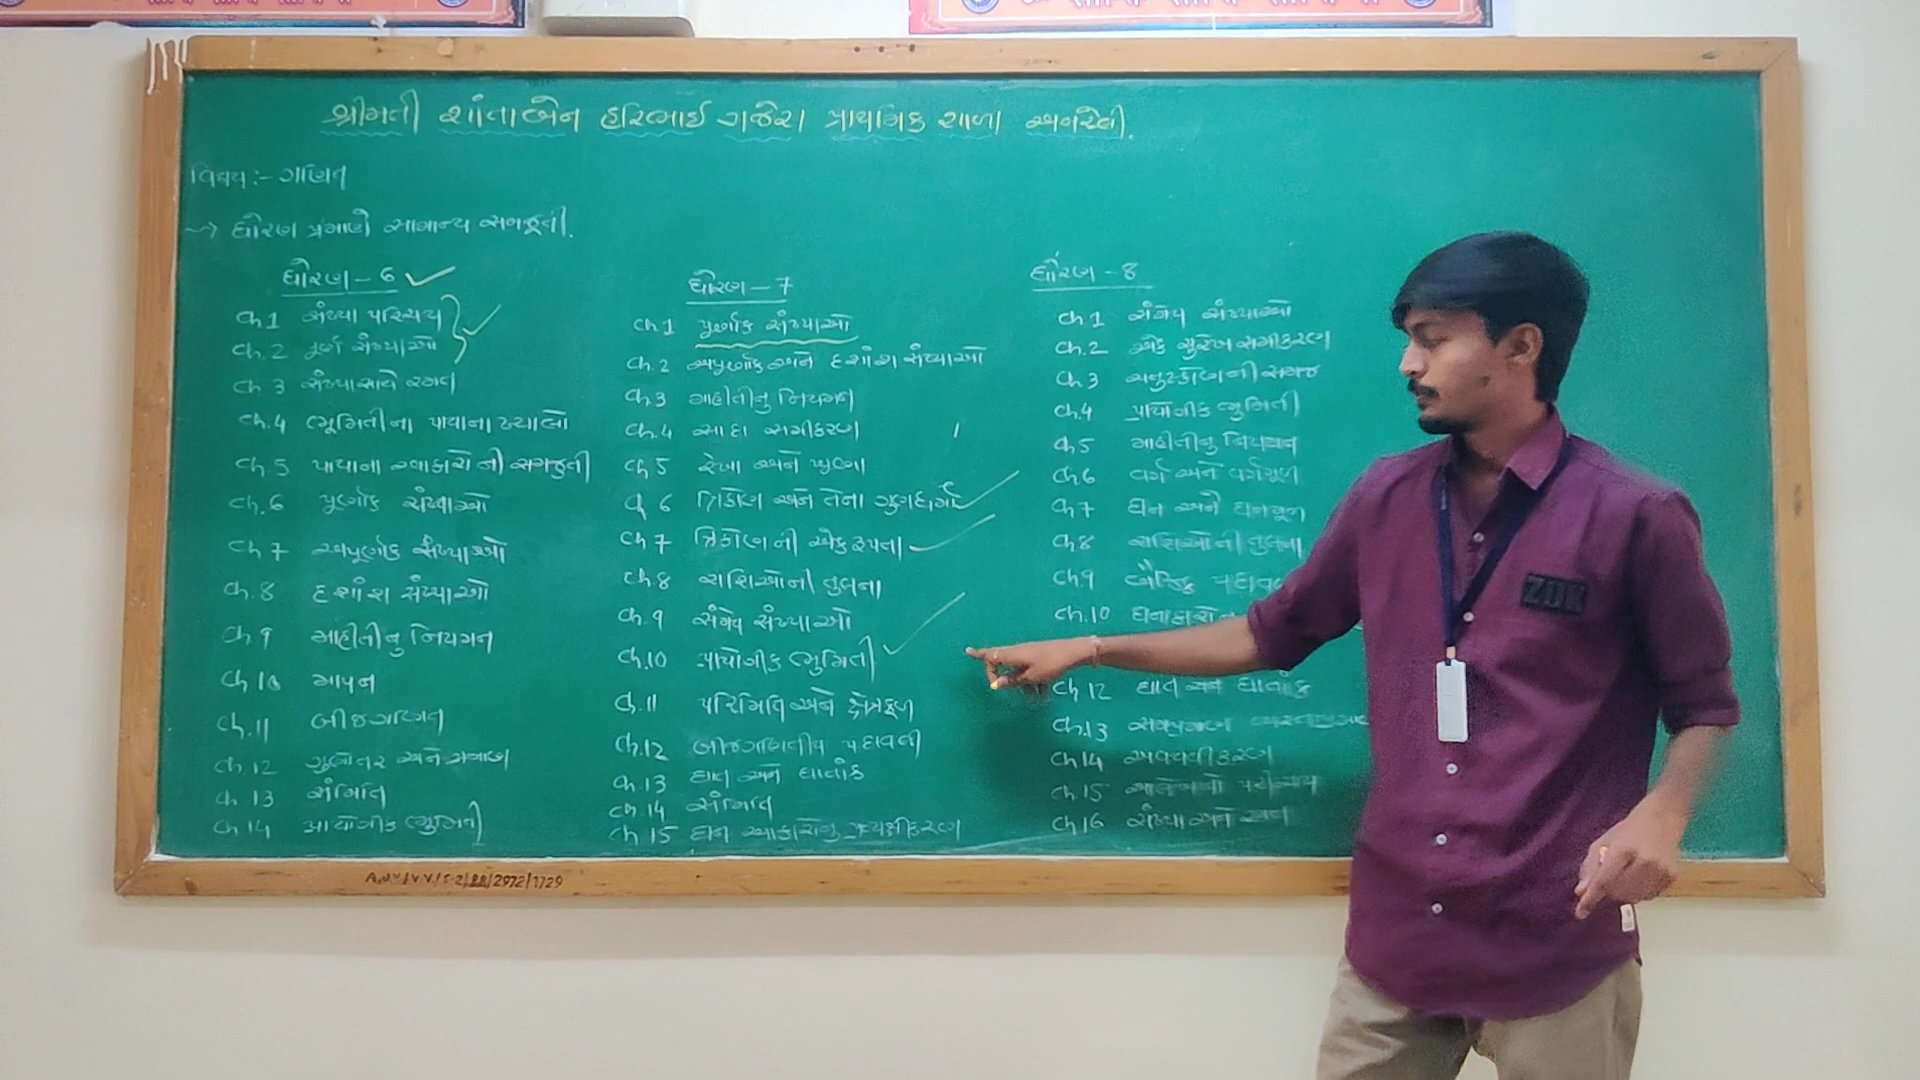 શ્રીમતી શાંતાબેન હરિભાઈ ગજેરા પ્રાથમિક શાળા અમરેલી.
વિષય:- ગણિત
→ ધોરણ પ્રમાણે સામાન્ય સમજૂતી.
ધોરણ - 6
ch 1 સંખ્યા પરિચય
ch. 2 પૂર્ણ સંખ્યાઓ
ch 3 સંખ્યા સાથે રમત
ch. 4 ભૂમિતીના પાયાના ખ્યાલો
ch. 5 પાયાના આકારોની સમજુતી
ch. 6 પૂર્ણાંક સંખ્યાઓ
ch 7 અપૂર્ણાંક સંખ્યાઓ
ch. 8 દશાંશ સંખ્યાઓ
ch. 9 માહીતીનુ નિયમન
ch 10 માપન
ch. 11 બીજગણિત
ch. 12 ગુણોતર અને પ્રમાણ
ch 13 સંમિતિ
ch 14 પ્રાયોગીક ભુમિતી
ધોરણ - 7
ch 1 પૂર્ણાંક સંખ્યાઓ
ch. 2 અપૂર્ણાંક અને દશાંશ સંખ્યાઓ
ch. 3 માહીતીનુ નિયમન
ch. 4 સાદા સમીકરણ
ch. 5 રેખા અને ખૂણા
ch 6 ત્રિકોણ અને તેના ગુણધર્મો
ch 7 ત્રિકોણની એકરૂપતા
ch. 8 રાશિઓની તુલના
ch. 9 સંમેય સંખ્યાઓ
ch. 10 પ્રાયોગીક ભુમિતી
ch. 11 પરિમિતિ અને ક્ષેત્રફળ
ch. 12 બીજગણિતીય પદાવલી
ch. 13 ઘાત અને ઘાતાંક
ch. 14 સંમિતિ
ch 15 ઘન આકારોનુ પ્રત્યક્ષીકરણ
ધોરણ - 8
ch 1 સંમેય સંખ્યાઓ
ch. 2 એક સુરેખ સમીકરણ
ch 3 ચતુષ્કોણની સમજ
ch. 4 પ્રાયોગીક ભુમિતી
ch. 5 માહીતીનુ નિયમન
ch 6 વર્ગ અને વર્ગમૂળ
ch 7 ઘન અને ઘનમૂળ
ch 8 રાશિઓની તુલના
ch. 9 બૈજિક
ch. 10
ch 12 ઘાત અને ઘાતાંક
ch. 13
ch 14 અવયવીકરણ
ch. 15 આલેખનો પરીચય
ch 16 સંખ્યા સાથે રમત
A.J.V/V.V/S-2/BB/2972/1729
ZDK